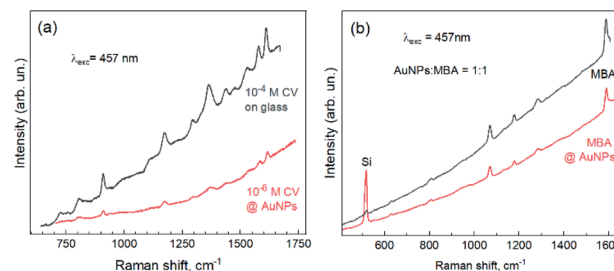 (a)
λexc= 457 nm
10⁻⁴ M CV
on glass
10⁻⁶ M CV
@ AuNPs
Intensity (arb. un.)
750 1000 1250 1500 1750
Raman shift, cm⁻¹
(b)
λexc = 457nm
AuNPs:MBA = 1:1
MBA
Si
MBA
@ AuNPs
Intensity (arb. un.)
600 800 1000 1200 1400 1600
Raman shift, cm⁻¹